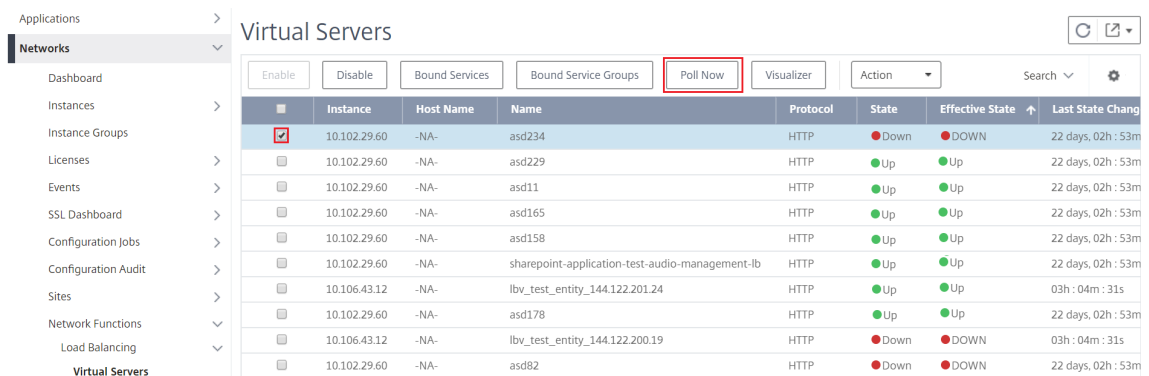 Applications
Networks
Dashboard
Instances
Instance Groups
Licenses
Events
SSL Dashboard
Configuration Jobs
Configuration Audit
Sites
Network Functions
Load Balancing
Virtual Servers
Virtual Servers
Enable Disable Bound Services Bound Service Groups Poll Now Visualizer Action Search
Instance Host Name Name Protocol State Effective State Last State Chang
10.102.29.60 -NA- asd234 HTTP Down DOWN 22 days, 02h : 53m
10.102.29.60 -NA- asd229 HTTP Up Up 22 days, 02h : 53m
10.102.29.60 -NA- asd11 HTTP Up Up 22 days, 02h : 53m
10.102.29.60 -NA- asd165 HTTP Up Up 22 days, 02h : 53m
10.102.29.60 -NA- asd158 HTTP Up Up 22 days, 02h : 53m
10.102.29.60 -NA- sharepoint-application-test-audio-management-lb HTTP Up Up 22 days, 02h : 53m
10.106.43.12 -NA- lbv_test_entity_144.122.201.24 HTTP Up Up 03h : 04m : 31s
10.102.29.60 -NA- asd178 HTTP Up Up 22 days, 02h : 53m
10.106.43.12 -NA- lbv_test_entity_144.122.200.19 HTTP Down DOWN 03h : 04m : 31s
10.102.29.60 -NA- asd82 HTTP Down DOWN 22 days, 02h : 53m